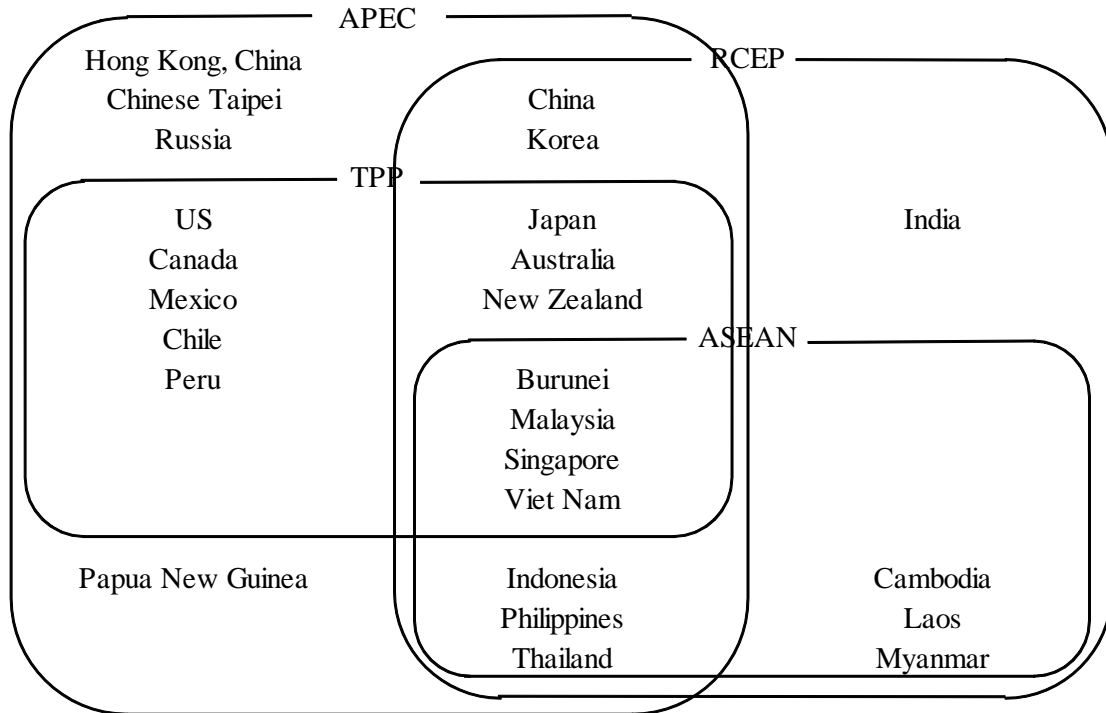 APEC
RCEP
Hong Kong, China
Chinese Taipei
Russia
China
Korea
TPP
US
Canada
Mexico
Chile
Peru
Japan
Australia
New Zealand
India
ASEAN
Burunei
Malaysia
Singapore
Viet Nam
Papua New Guinea
Indonesia
Philippines
Thailand
Cambodia
Laos
Myanmar